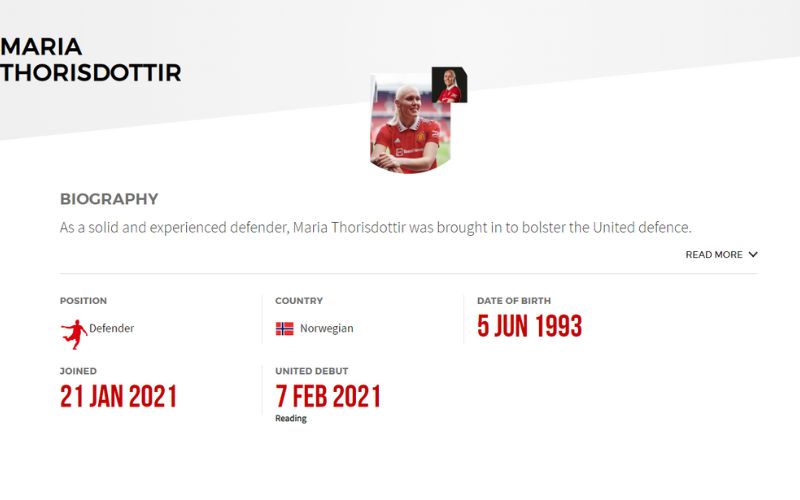 MARIA
THORISDOTTIR
BIOGRAPHY
As a solid and experienced defender, Maria Thorisdottir was brought in to bolster the United defence.
READ MORE
POSITION
Defender
COUNTRY
Norwegian
DATE OF BIRTH
5 JUN 1993
JOINED
21 JAN 2021
UNITED DEBUT
7 FEB 2021
Reading